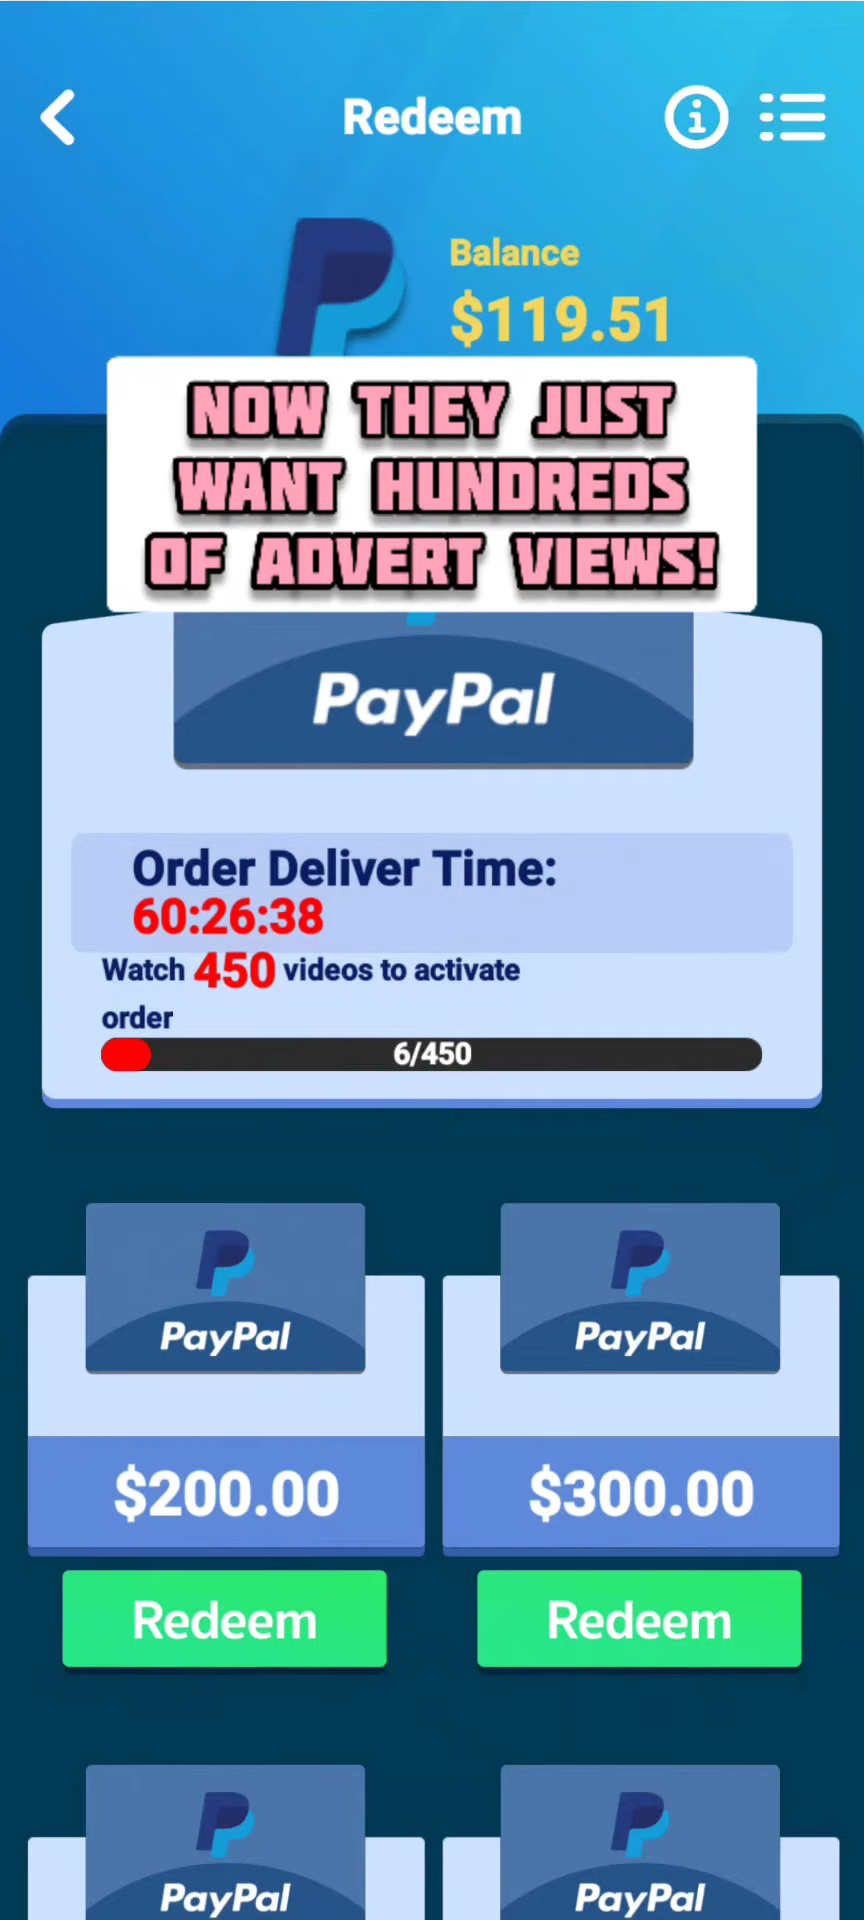 Redeem
Balance
$119.51
NOW THEY JUST
WANT HUNDREDS
OF ADVERT VIEWS!
PayPal
Order Deliver Time:
60:26:38
Watch 450 videos to activate
order
6/450
PayPal
PayPal
$200.00
$300.00
Redeem
Redeem
PayPal
PayPal